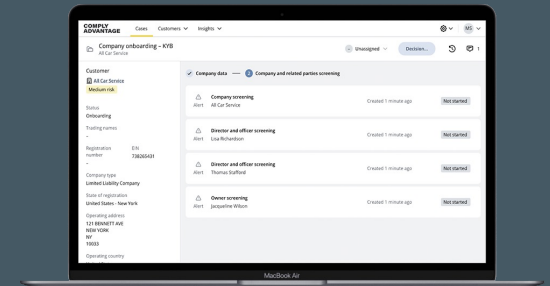 COMPLY
ADVANTAGE
Cases
Customers
Insights
MS
Company onboarding – KYB
All Car Service
Unassigned
Decision...
1
Customer
All Car Service
Medium risk
Status
Onboarding
Trading names
–
Registration number
EIN
–
738265431
Company type
Limited Liability Company
State of registration
United States - New York
Operating address
121 BENNETT AVE
NEW YORK
NY
10033
Operating country
Company data
2 Company and related parties screening
Company screening
Alert All Car Service
Created 1 minute ago
Not started
Director and officer screening
Alert Lisa Richardson
Created 1 minute ago
Not started
Director and officer screening
Alert Thomas Stafford
Created 1 minute ago
Not started
Owner screening
Alert Jacqueline Wilson
Created 1 minute ago
Not started
MacBook Air